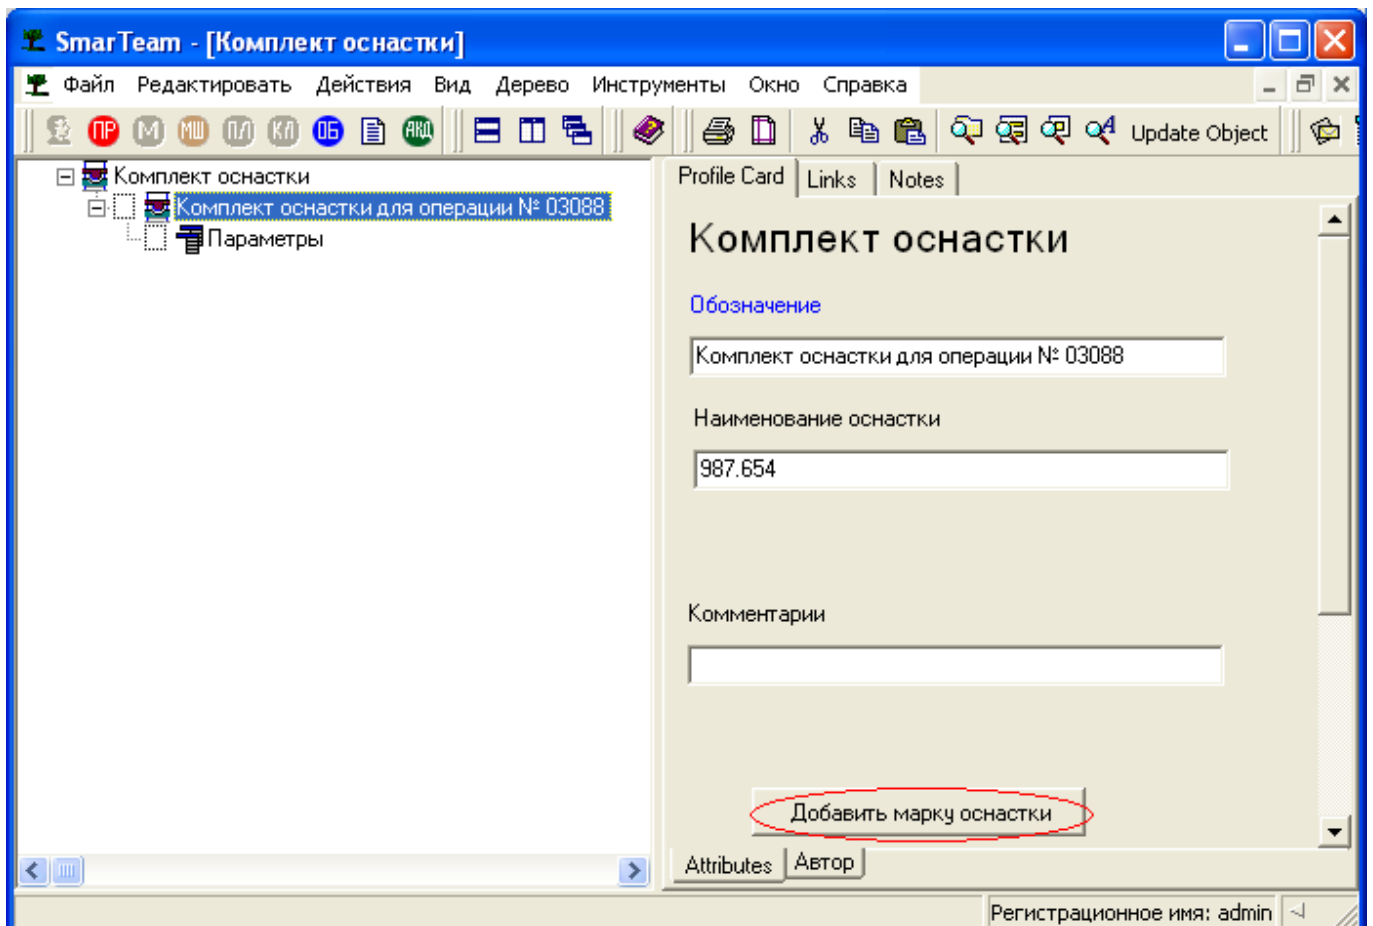 SmarTeam - [Комплект оснастки]
Файл Редактировать Действия Вид Дерево Инструменты Окно Справка
ПР М МШ ПЛ КЛ ОБ АКД Update Object
Комплект оснастки
Комплект оснастки для операции № 03088
Параметры
Profile Card Links Notes
Комплект оснастки
Обозначение
Комплект оснастки для операции № 03088
Наименование оснастки
987.654
Комментарии
Добавить марку оснастки
Attributes Автор
Регистрационное имя: admin